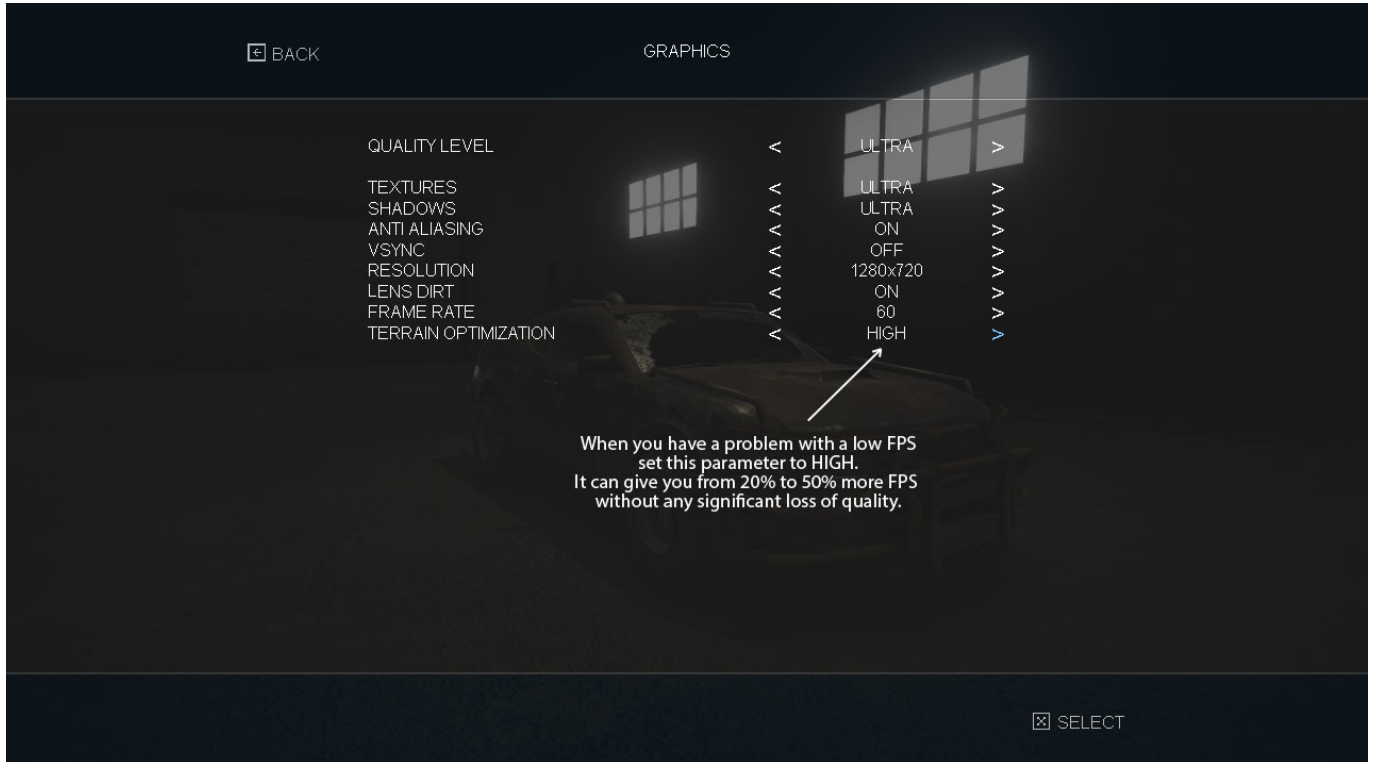 BACK
GRAPHICS
QUALITY LEVEL < ULTRA >
TEXTURES < ULTRA >
SHADOWS < ULTRA >
ANTI ALIASING < ON >
VSYNC < OFF >
RESOLUTION < 1280x720 >
LENS DIRT < ON >
FRAME RATE < 60 >
TERRAIN OPTIMIZATION < HIGH >
When you have a problem with a low FPS
set this parameter to HIGH.
It can give you from 20% to 50% more FPS
without any significant loss of quality.
SELECT